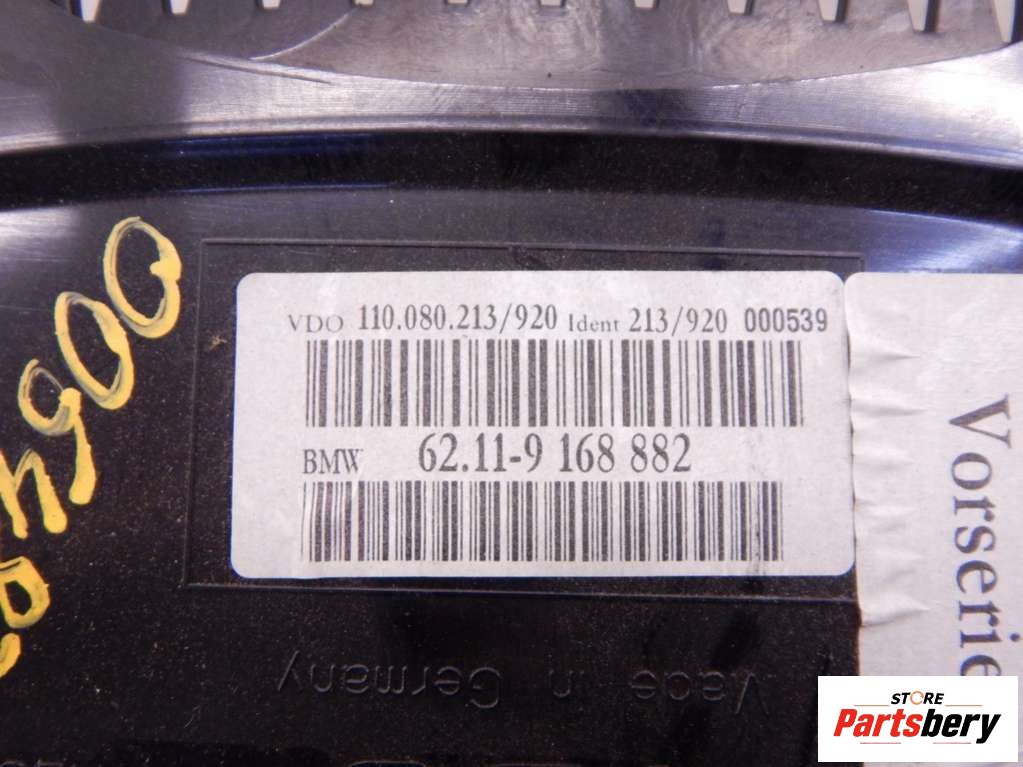 VDO 110.080.213/920 Ident 213/920 000539
BMW 62.11-9 168 882
Vorserie
Made in Germany
STORE
Partsbery